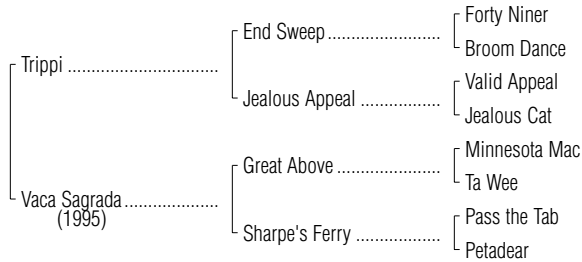 Forty Niner
End Sweep
Broom Dance
Trippi
Valid Appeal
Jealous Appeal
Jealous Cat
Minnesota Mac
Great Above
Ta Wee
Vaca Sagrada
(1995)
Pass the Tab
Sharpe's Ferry
Petadear